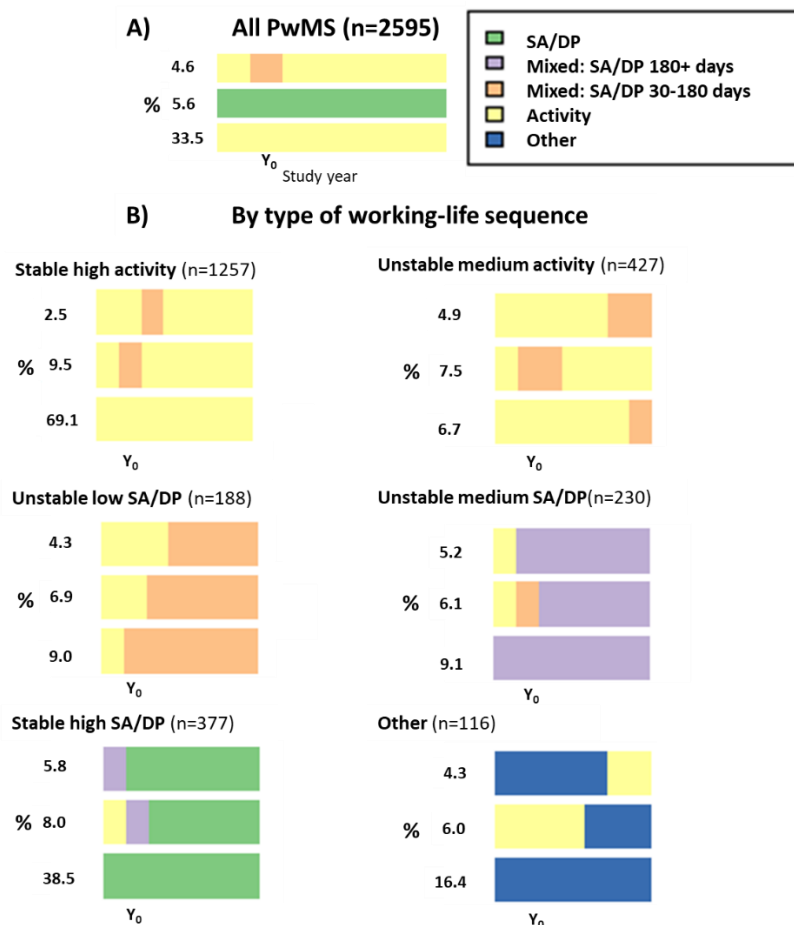 A) All PwMS (n=2595)
4.6
% 5.6
33.5
Y0
Study year
SA/DP
Mixed: SA/DP 180+ days
Mixed: SA/DP 30-180 days
Activity
Other
B) By type of working-life sequence
Stable high activity (n=1257)
2.5
% 9.5
69.1
Y0
Unstable medium activity (n=427)
4.9
% 7.5
6.7
Y0
Unstable low SA/DP (n=188)
4.3
% 6.9
9.0
Y0
Unstable medium SA/DP(n=230)
5.2
% 6.1
9.1
Y0
Stable high SA/DP (n=377)
5.8
% 8.0
38.5
Y0
Other (n=116)
4.3
% 6.0
16.4
Y0